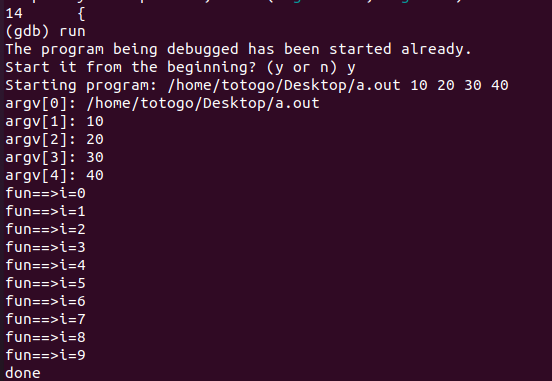 14 {
(gdb) run
The program being debugged has been started already.
Start it from the beginning? (y or n) y
Starting program: /home/totogo/Desktop/a.out 10 20 30 40
argv[0]: /home/totogo/Desktop/a.out
argv[1]: 10
argv[2]: 20
argv[3]: 30
argv[4]: 40
fun==>i=0
fun==>i=1
fun==>i=2
fun==>i=3
fun==>i=4
fun==>i=5
fun==>i=6
fun==>i=7
fun==>i=8
fun==>i=9
done